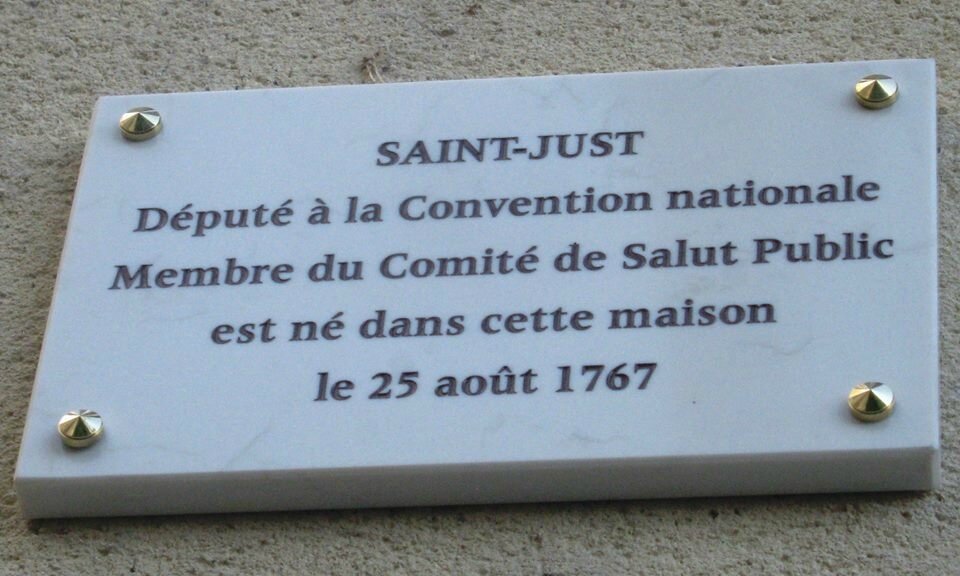 SAINT-JUST
Député à la Convention nationale
Membre du Comité de Salut Public
est né dans cette maison
le 25 août 1767